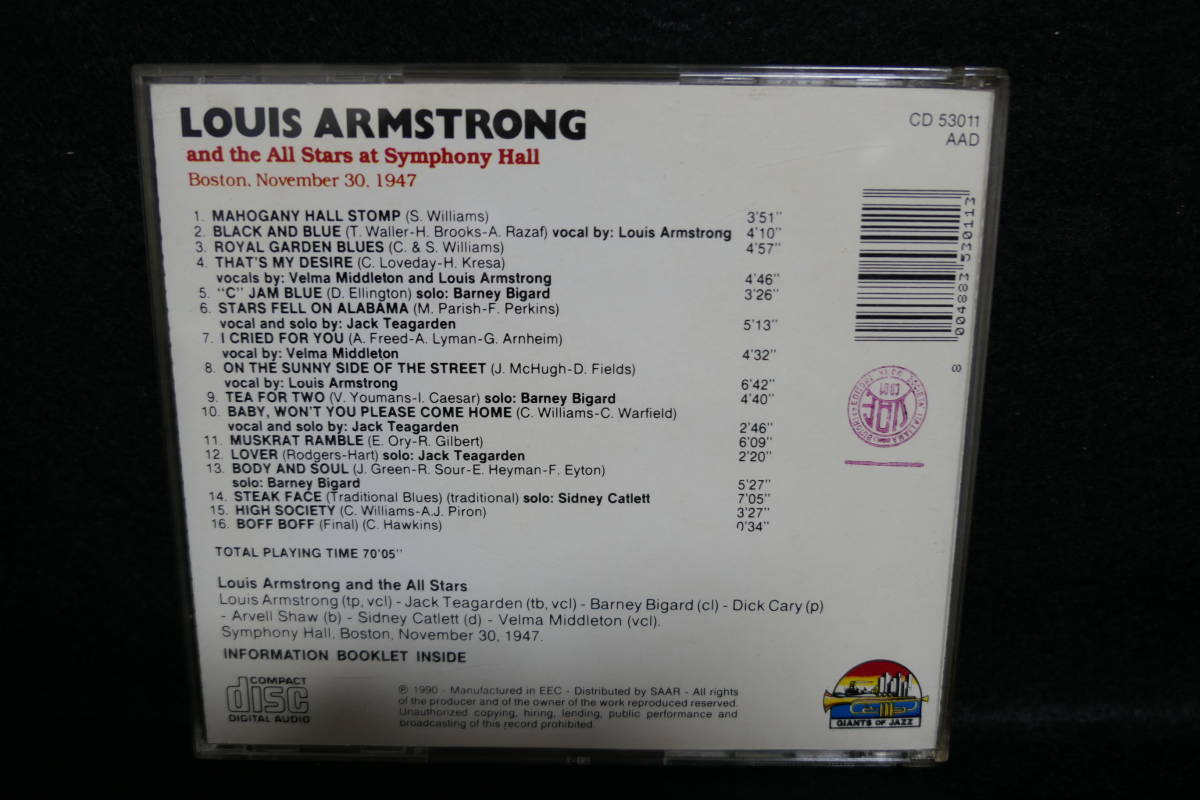 LOUIS ARMSTRONG
and the All Stars at Symphony Hall
Boston, November 30, 1947
CD 53011
AAD
1. MAHOGANY HALL STOMP (S. Williams) 3'51"
2. BLACK AND BLUE (T. Waller-H. Brooks-A. Razaf) vocal by: Louis Armstrong 4'10"
3. ROYAL GARDEN BLUES (C. & S. Williams) 4'57"
4. THAT'S MY DESIRE (C. Loveday-H. Kresa)
vocals by: Velma Middleton and Louis Armstrong 4'46"
5. "C" JAM BLUE (D. Ellington) solo: Barney Bigard 3'26"
6. STARS FELL ON ALABAMA (M. Parish-F. Perkins)
vocal and solo by: Jack Teagarden 5'13"
7. I CRIED FOR YOU (A. Freed-A. Lyman-G. Arnheim)
vocal by: Velma Middleton 4'32"
8. ON THE SUNNY SIDE OF THE STREET (J. McHugh-D. Fields)
vocal by: Louis Armstrong 6'42"
9. TEA FOR TWO (V. Youmans-I. Caesar) solo: Barney Bigard 4'40"
10. BABY, WON'T YOU PLEASE COME HOME (C. Williams-C. Warfield)
vocal and solo by: Jack Teagarden 2'46"
11. MUSKRAT RAMBLE (E. Ory-R. Gilbert) 6'09"
12. LOVER (Rodgers-Hart) solo: Jack Teagarden 2'20"
13. BODY AND SOUL (J. Green-R. Sour-E. Heyman-F. Eyton)
solo: Barney Bigard 5'27"
14. STEAK FACE (Traditional Blues) (traditional) solo: Sidney Catlett 7'05"
15. HIGH SOCIETY (C. Williams-A.J. Piron) 3'27"
16. BOFF BOFF (Final) (C. Hawkins) 0'34"
TOTAL PLAYING TIME 70'05"
Louis Armstrong and the All Stars
Louis Armstrong (tp, vcl) - Jack Teagarden (tb, vcl) - Barney Bigard (cl) - Dick Cary (p)
- Arvell Shaw (b) - Sidney Catlett (d) - Velma Middleton (vcl).
Symphony Hall, Boston, November 30, 1947.
INFORMATION BOOKLET INSIDE
COMPACT
disc
DIGITAL AUDIO
℗ 1990 - Manufactured in EEC - Distributed by SAAR - All rights
of the producer and of the owner of the work reproduced reserved.
Unauthorized copying, hiring, lending, public performance and
broadcasting of this record prohibited.
GIANTS OF JAZZ
004883 530113
8